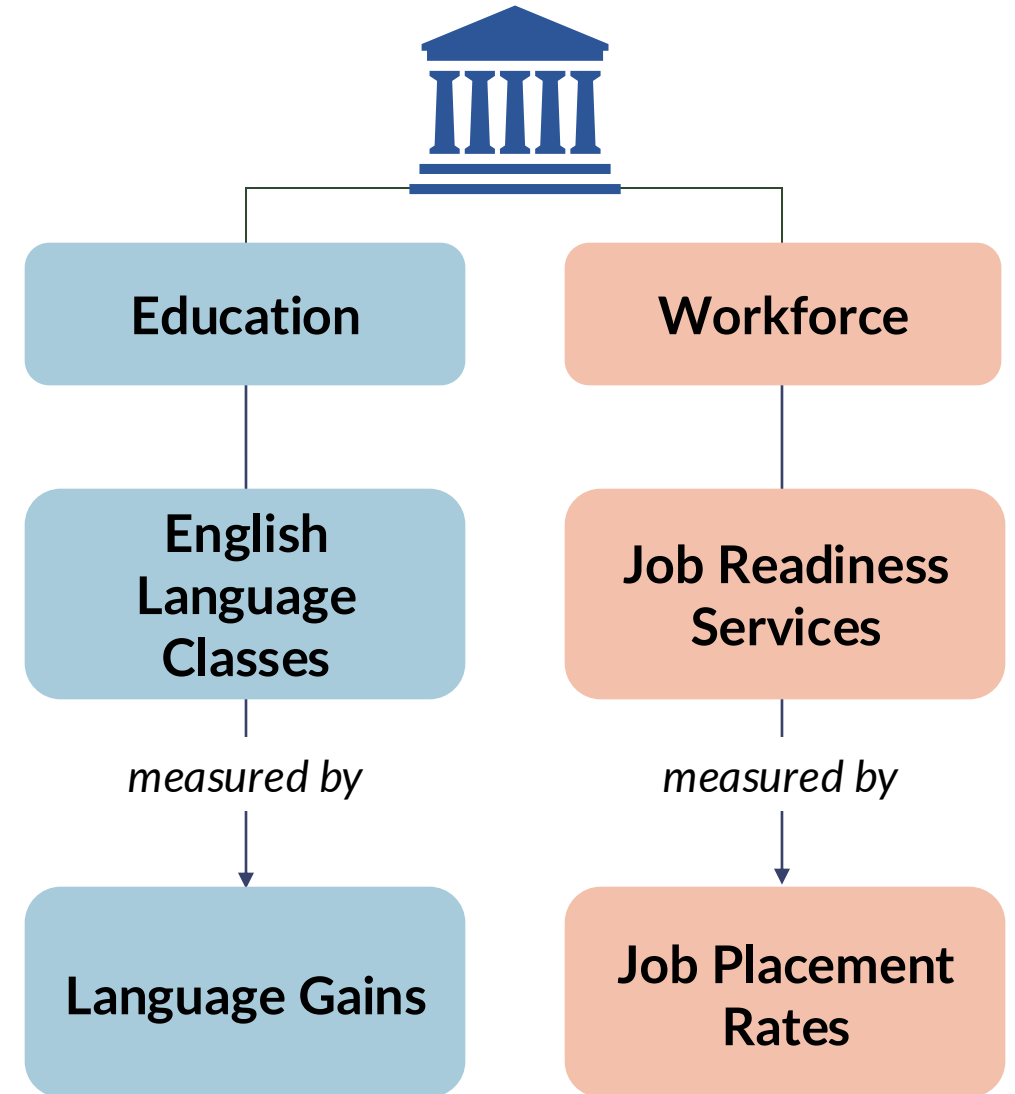 Education
Workforce
English
Language
Classes
Job Readiness
Services
measured by
measured by
Language Gains
Job Placement
Rates